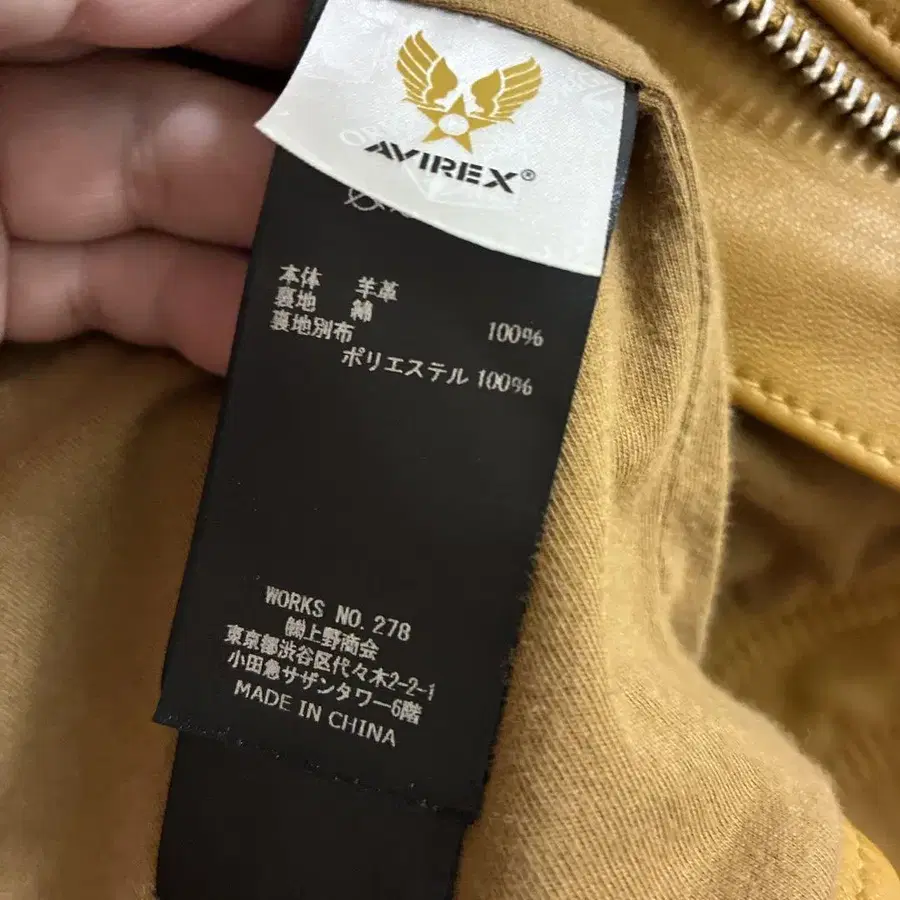 AVIREX®
本体 羊革
裏地 綿 100%
裏地別布
ポリエステル 100%
WORKS NO. 278
㈱上野商会
東京都渋谷区代々木2-2-1
小田急サザンタワー6階
MADE IN CHINA